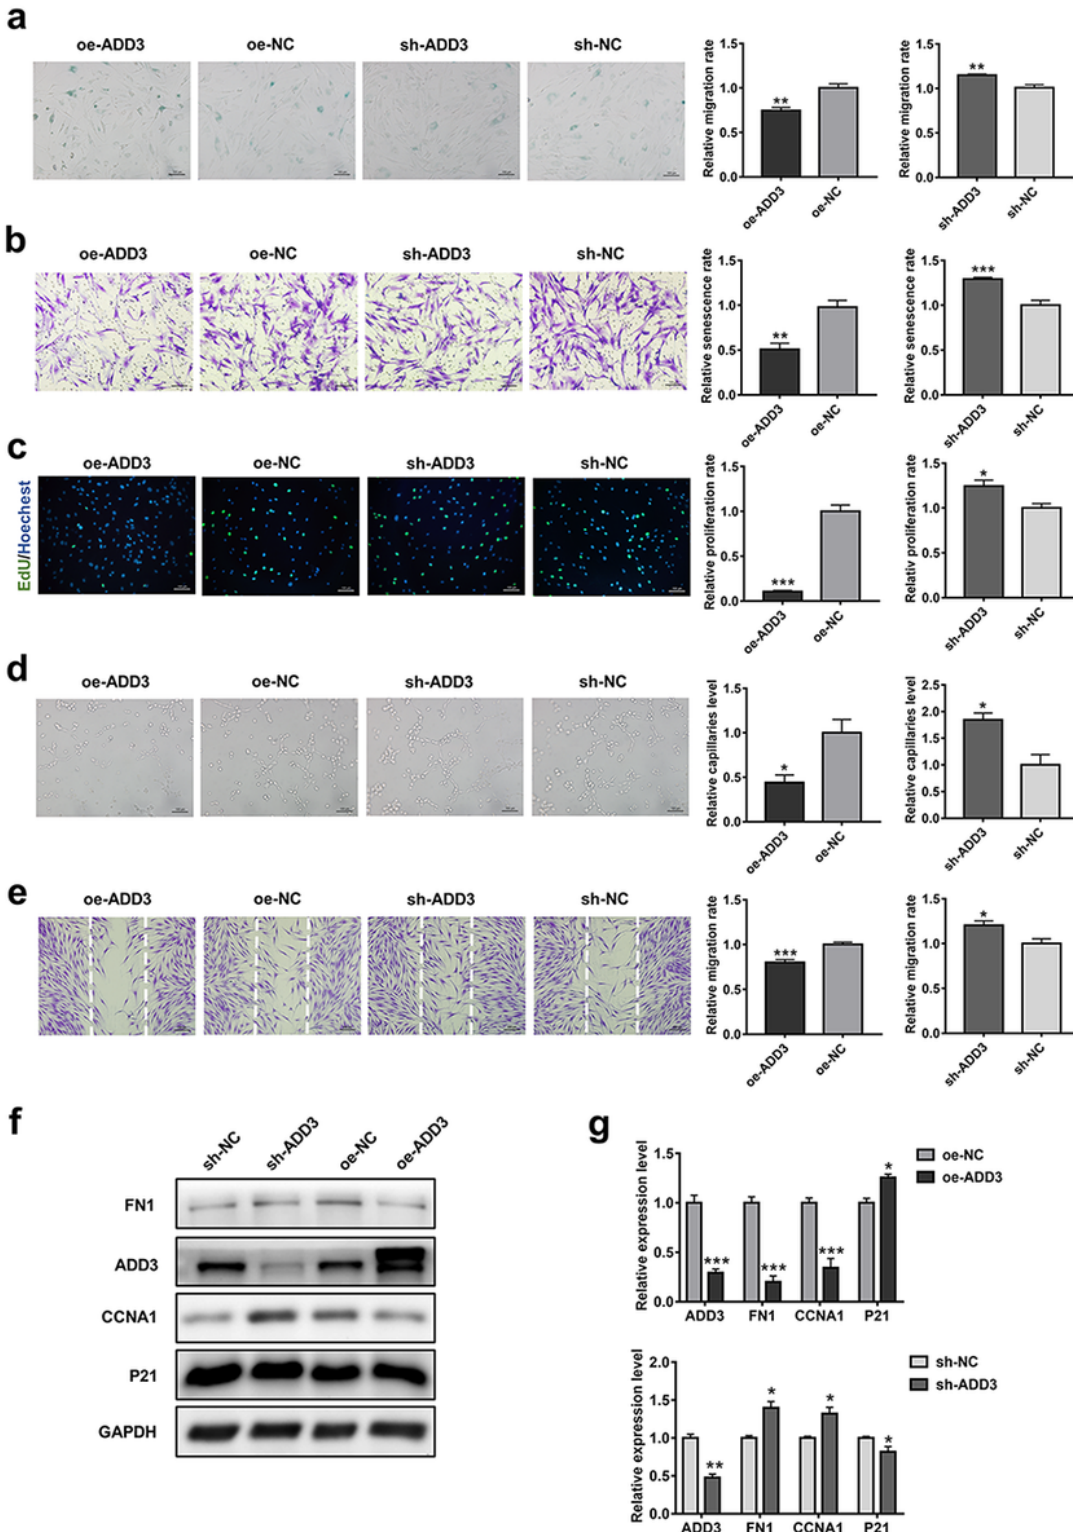 a
oe-ADD3 oe-NC sh-ADD3 sh-NC
Relative migration rate
1.5
1.0
0.5
0.0
**
oe-ADD3
oe-NC
Relative migration rate
1.5
1.0
0.5
0.0
**
sh-ADD3
sh-NC
b
oe-ADD3 oe-NC sh-ADD3 sh-NC
Relative senescence rate
1.5
1.0
0.5
0.0
**
oe-ADD3
oe-NC
Relative senescence rate
1.5
1.0
0.5
0.0
***
sh-ADD3
sh-NC
c
oe-ADD3 oe-NC sh-ADD3 sh-NC
EdU/Hoechest
Relative proliferation rate
1.5
1.0
0.5
0.0
***
oe-ADD3
oe-NC
Relative proliferation rate
1.5
1.0
0.5
0.0
*
sh-ADD3
sh-NC
d
oe-ADD3 oe-NC sh-ADD3 sh-NC
Relative capillaries level
1.5
1.0
0.5
0.0
*
oe-ADD3
oe-NC
Relative capillaries level
2.5
2.0
1.5
1.0
0.5
0.0
*
sh-ADD3
sh-NC
e
oe-ADD3 oe-NC sh-ADD3 sh-NC
Relative migration rate
1.5
1.0
0.5
0.0
***
oe-ADD3
oe-NC
Relative migration rate
1.5
1.0
0.5
0.0
*
sh-ADD3
sh-NC
f
sh-NC sh-ADD3 oe-NC oe-ADD3
FN1
ADD3
CCNA1
P21
GAPDH
g
Relative expression level
1.5
1.0
0.5
0.0
*** *** *** *
ADD3 FN1 CCNA1 P21
oe-NC
oe-ADD3
Relative expression level
2.0
1.5
1.0
0.5
0.0
** * * *
ADD3 FN1 CCNA1 P21
sh-NC
sh-ADD3